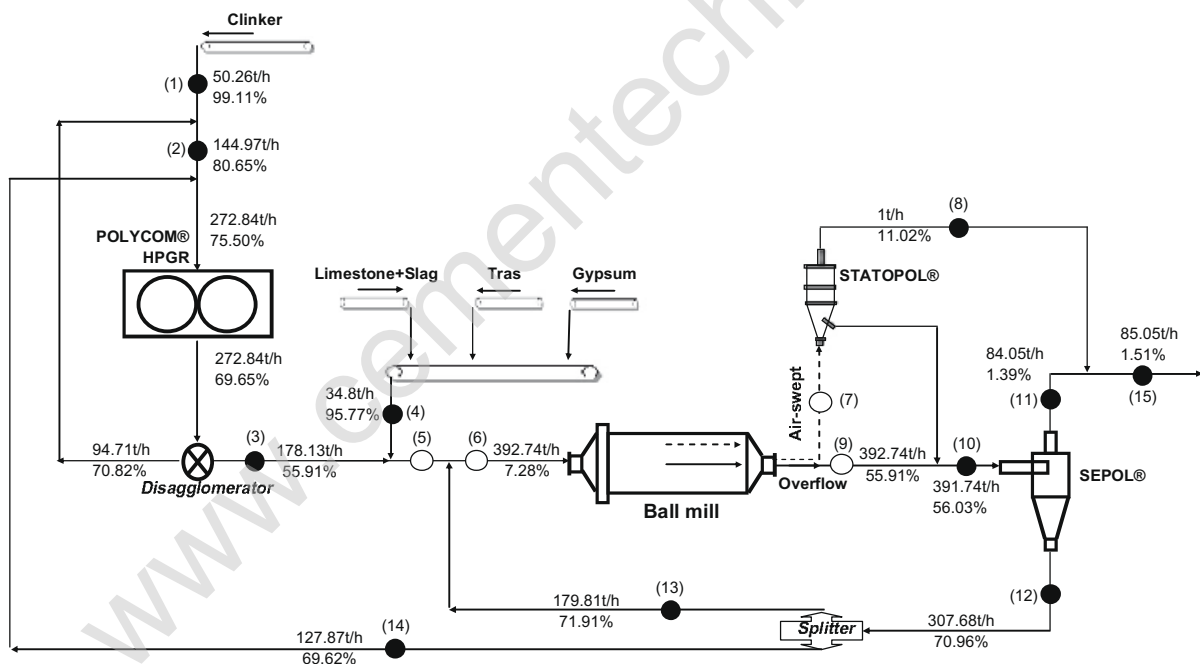 Clinker
(1)
50.26t/h
99.11%
(2)
144.97t/h
80.65%
272.84t/h
75.50%
POLYCOM®
HPGR
272.84t/h
69.65%
94.71t/h
70.82%
Disagglomerator
(3)
178.13t/h
55.91%
Limestone+Slag
Tras
Gypsum
34.8t/h
95.77%
(4)
(5)
(6)
392.74t/h
7.28%
Ball mill
Air-swept
(7)
Overflow
(9)
392.74t/h
55.91%
STATOPOL®
1t/h
11.02%
(8)
(10)
391.74t/h
56.03%
84.05t/h
1.39%
(11)
85.05t/h
1.51%
(15)
SEPOL®
(12)
307.68t/h
70.96%
Splitter
(13)
179.81t/h
71.91%
(14)
127.87t/h
69.62%
www.cementech